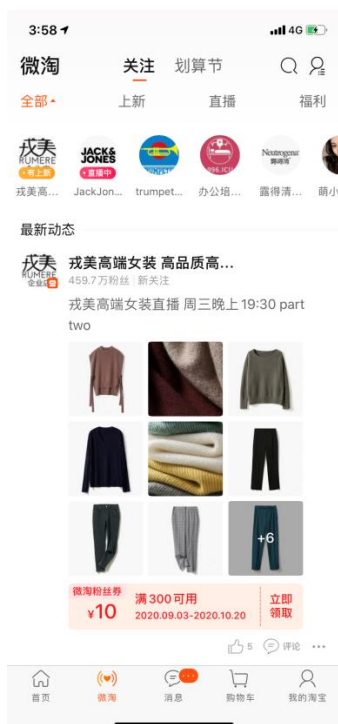 3:58
4G
微淘
关注
划算节
全部
上新
直播
福利
戎美
RUMERE
有上新
JACK&
JONES
直播中
TRUMPET
996.ICU
Neutrogena
露得清
戎美高...
JackJon...
trumpet...
办公培...
露得清...
萌小
最新动态
戎美
RUMERE
企业店
戎美高端女装 高品质高...
459.7万粉丝 新关注
戎美高端女装直播 周三晚上 19:30 part
two
+6
微淘粉丝券
¥10
满300可用
2020.09.03-2020.10.20
立即
领取
5
评论
首页
微淘
消息
购物车
我的淘宝